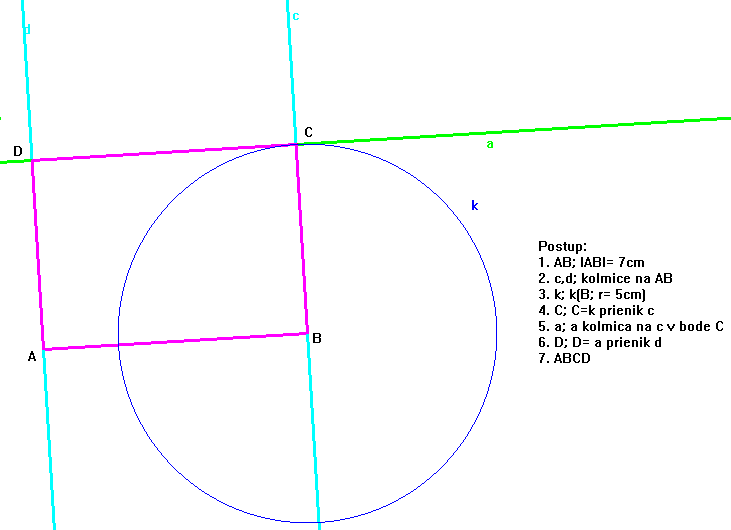 d
c
C
D
a
k
A
B
Postup:
1. AB; IABI= 7cm
2. c,d; kolmice na AB
3. k; k(B; r= 5cm)
4. C; C=k prienik c
5. a; a kolmica na c v bode C
6. D; D= a prienik d
7. ABCD